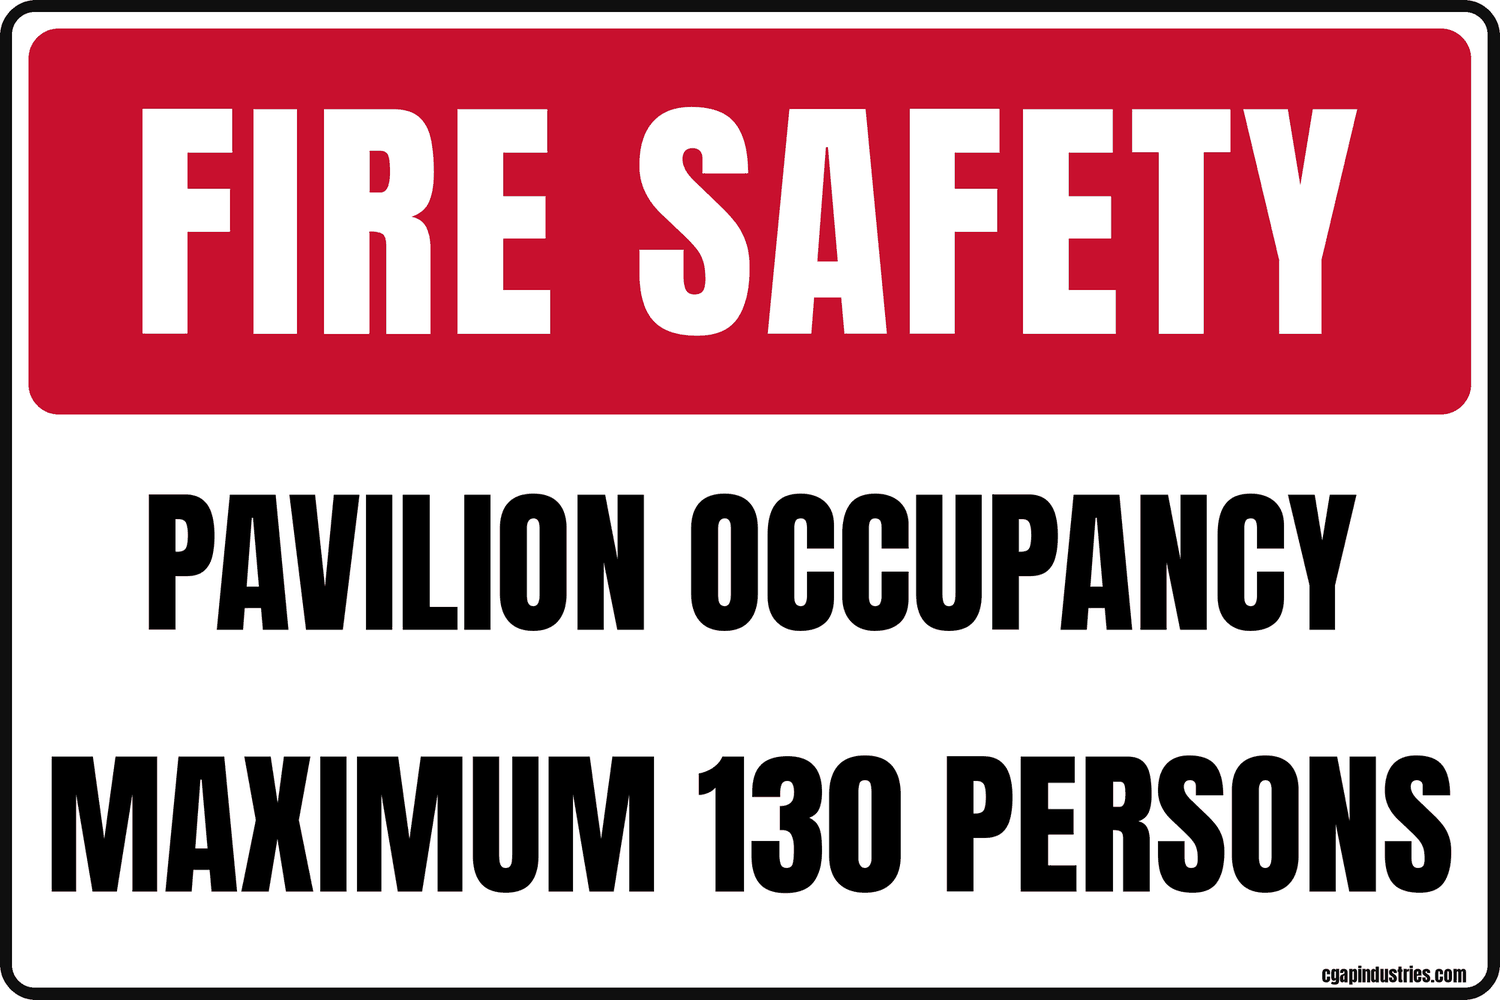 FIRE SAFETY
PAVILION OCCUPANCY
MAXIMUM 130 PERSONS
cgapindustries.com